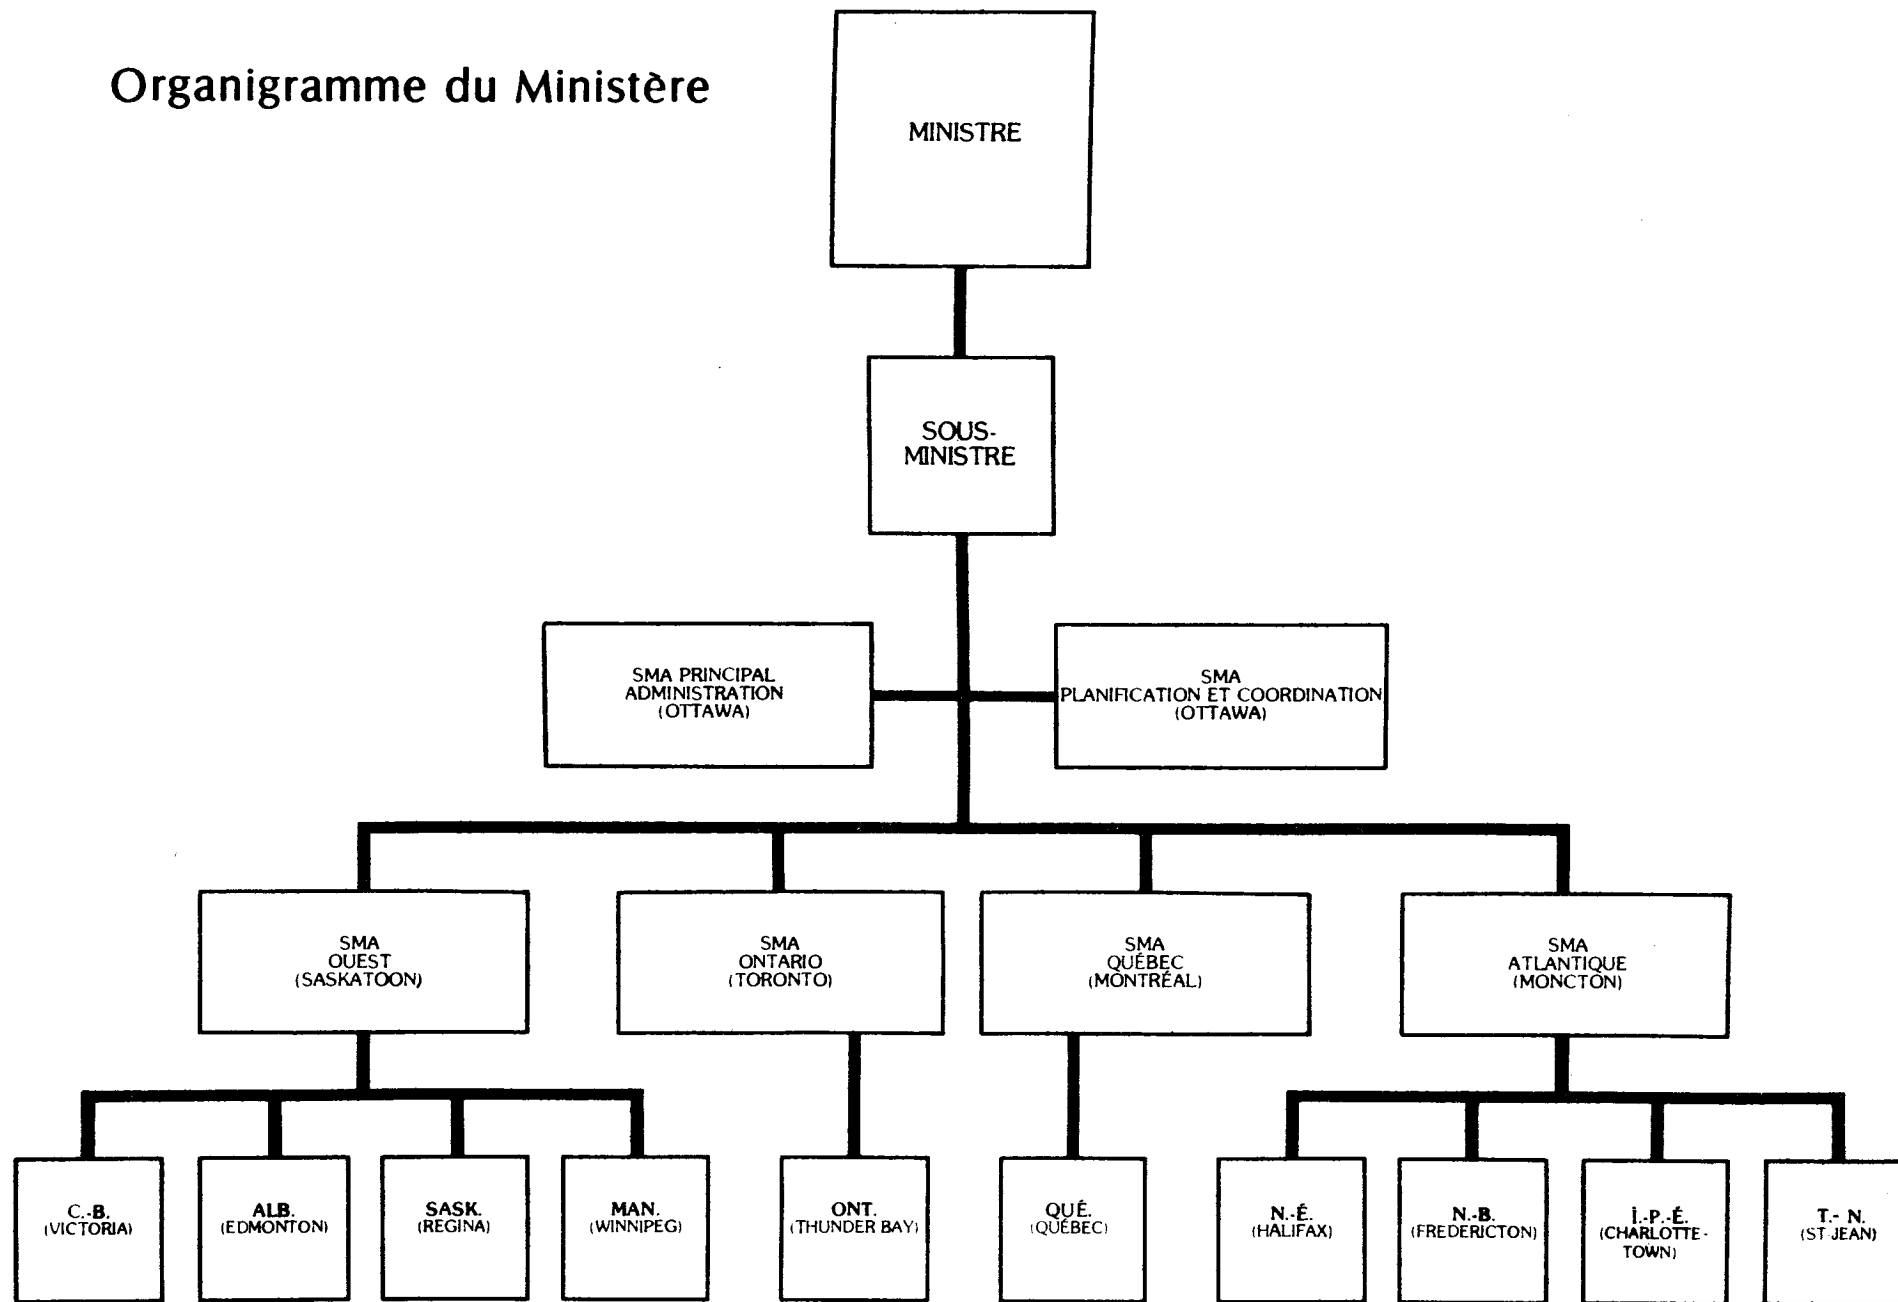 Organigramme du Ministère
MINISTRE
SOUS-
MINISTRE
SMA PRINCIPAL
ADMINISTRATION
(OTTAWA)
SMA
PLANIFICATION ET COORDINATION
(OTTAWA)
SMA
OUEST
(SASKATOON)
SMA
ONTARIO
(TORONTO)
SMA
QUÉBEC
(MONTRÉAL)
SMA
ATLANTIQUE
(MONCTON)
C.-B.
(VICTORIA)
ALB.
(EDMONTON)
SASK.
(REGINA)
MAN.
(WINNIPEG)
ONT.
(THUNDER BAY)
QUÉ.
(QUÉBEC)
N.-É.
(HALIFAX)
N.-B.
(FREDERICTON)
Î.-P.-É.
(CHARLOTTE-
TOWN)
T.- N.
(ST-JEAN)